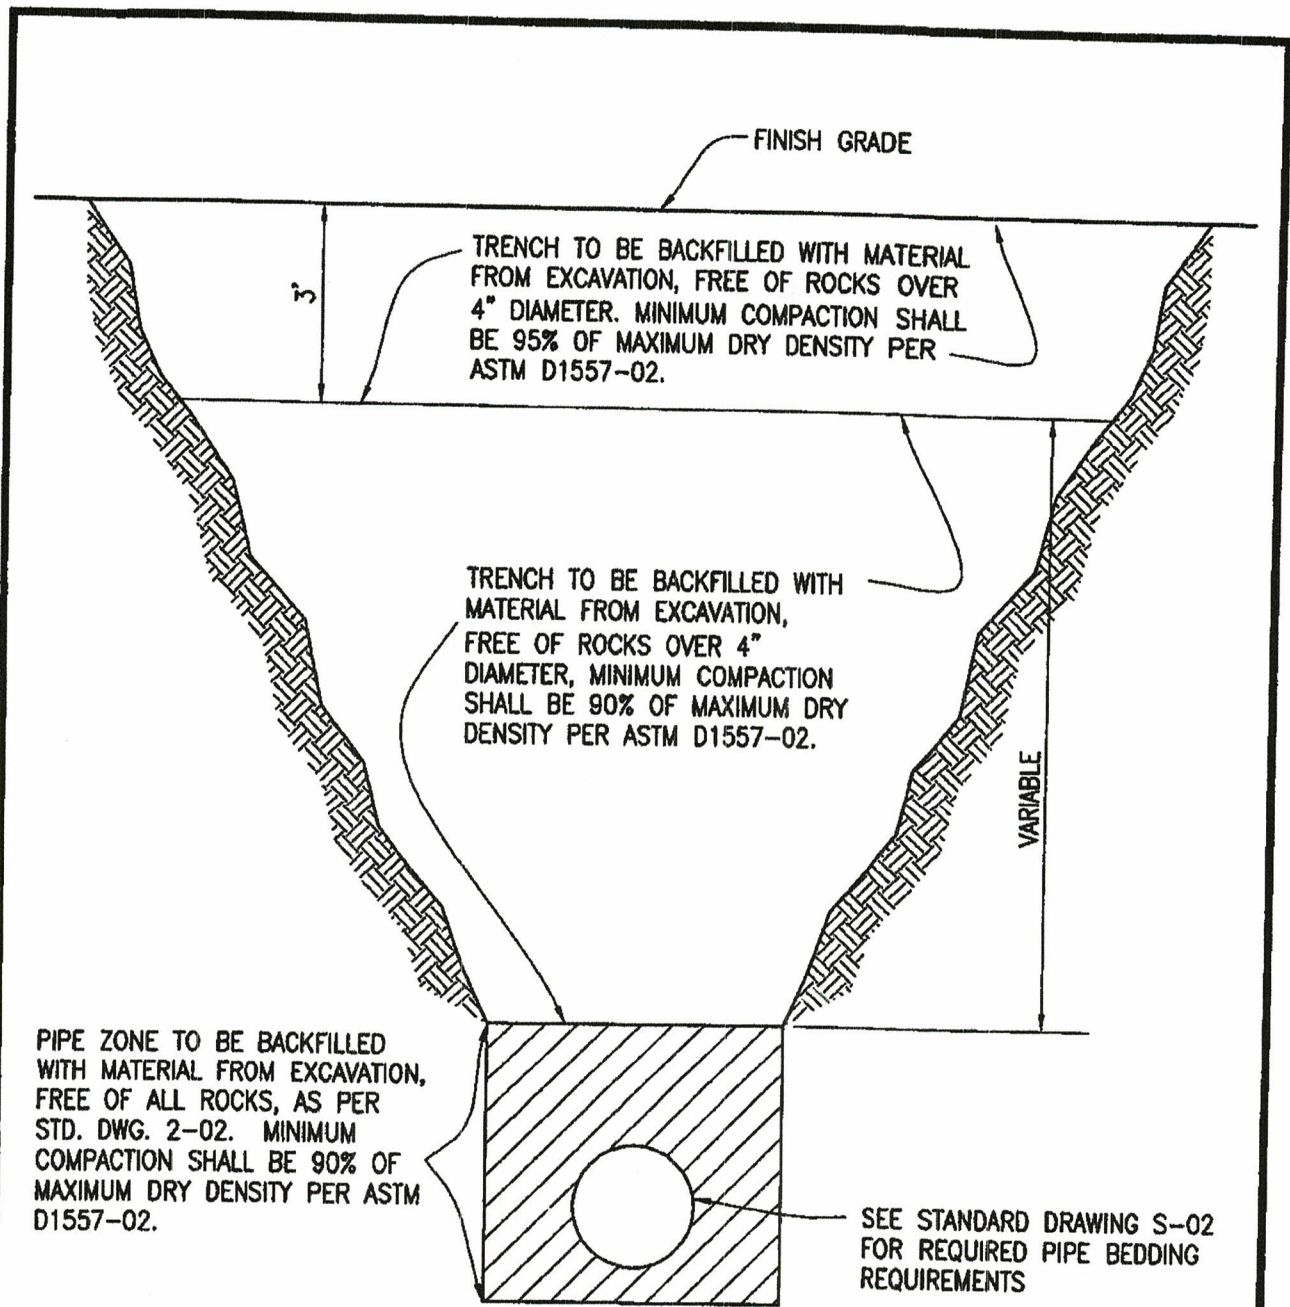 FINISH GRADE
TRENCH TO BE BACKFILLED WITH MATERIAL
FROM EXCAVATION, FREE OF ROCKS OVER
4" DIAMETER. MINIMUM COMPACTION SHALL
BE 95% OF MAXIMUM DRY DENSITY PER
ASTM D1557-02.
3'
TRENCH TO BE BACKFILLED WITH
MATERIAL FROM EXCAVATION,
FREE OF ROCKS OVER 4"
DIAMETER, MINIMUM COMPACTION
SHALL BE 90% OF MAXIMUM DRY
DENSITY PER ASTM D1557-02.
VARIABLE
PIPE ZONE TO BE BACKFILLED
WITH MATERIAL FROM EXCAVATION,
FREE OF ALL ROCKS, AS PER
STD. DWG. 2-02. MINIMUM
COMPACTION SHALL BE 90% OF
MAXIMUM DRY DENSITY PER ASTM
D1557-02.
SEE STANDARD DRAWING S-02
FOR REQUIRED PIPE BEDDING
REQUIREMENTS